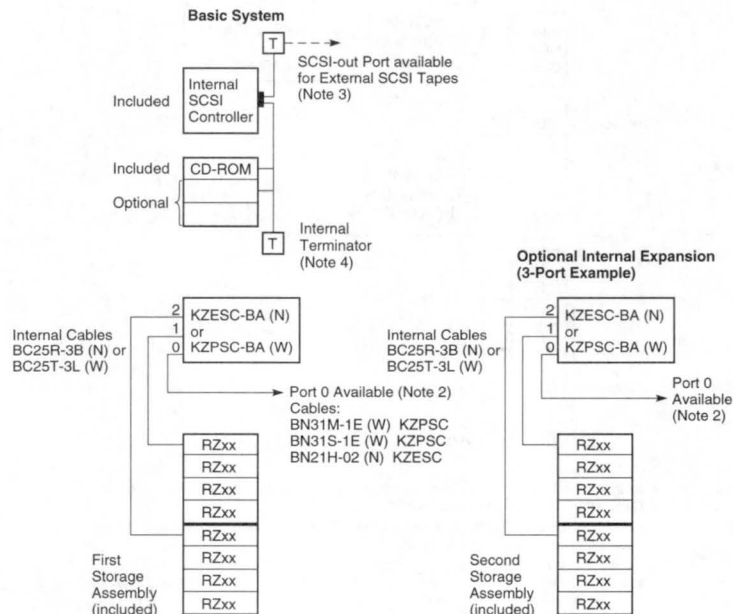 Basic System
T
SCSI-out Port available
for External SCSI Tapes
(Note 3)
Included
Internal
SCSI
Controller
Included
CD-ROM
Optional
T
Internal
Terminator
(Note 4)
Optional Internal Expansion
(3-Port Example)
2
1
0
KZESC-BA (N)
or
KZPSC-BA (W)
Internal Cables
BC25R-3B (N) or
BC25T-3L (W)
Port 0 Available (Note 2)
Cables:
BN31M-1E (W) KZPSC
BN31S-1E (W) KZPSC
BN21H-02 (N) KZESC
RZxx
RZxx
RZxx
RZxx
RZxx
RZxx
RZxx
RZxx
First
Storage
Assembly
(included)
2
1
0
KZESC-BA (N)
or
KZPSC-BA (W)
Internal Cables
BC25R-3B (N) or
BC25T-3L (W)
Port 0
Available
(Note 2)
RZxx
RZxx
RZxx
RZxx
RZxx
RZxx
RZxx
RZxx
Second
Storage
Assembly
(included)